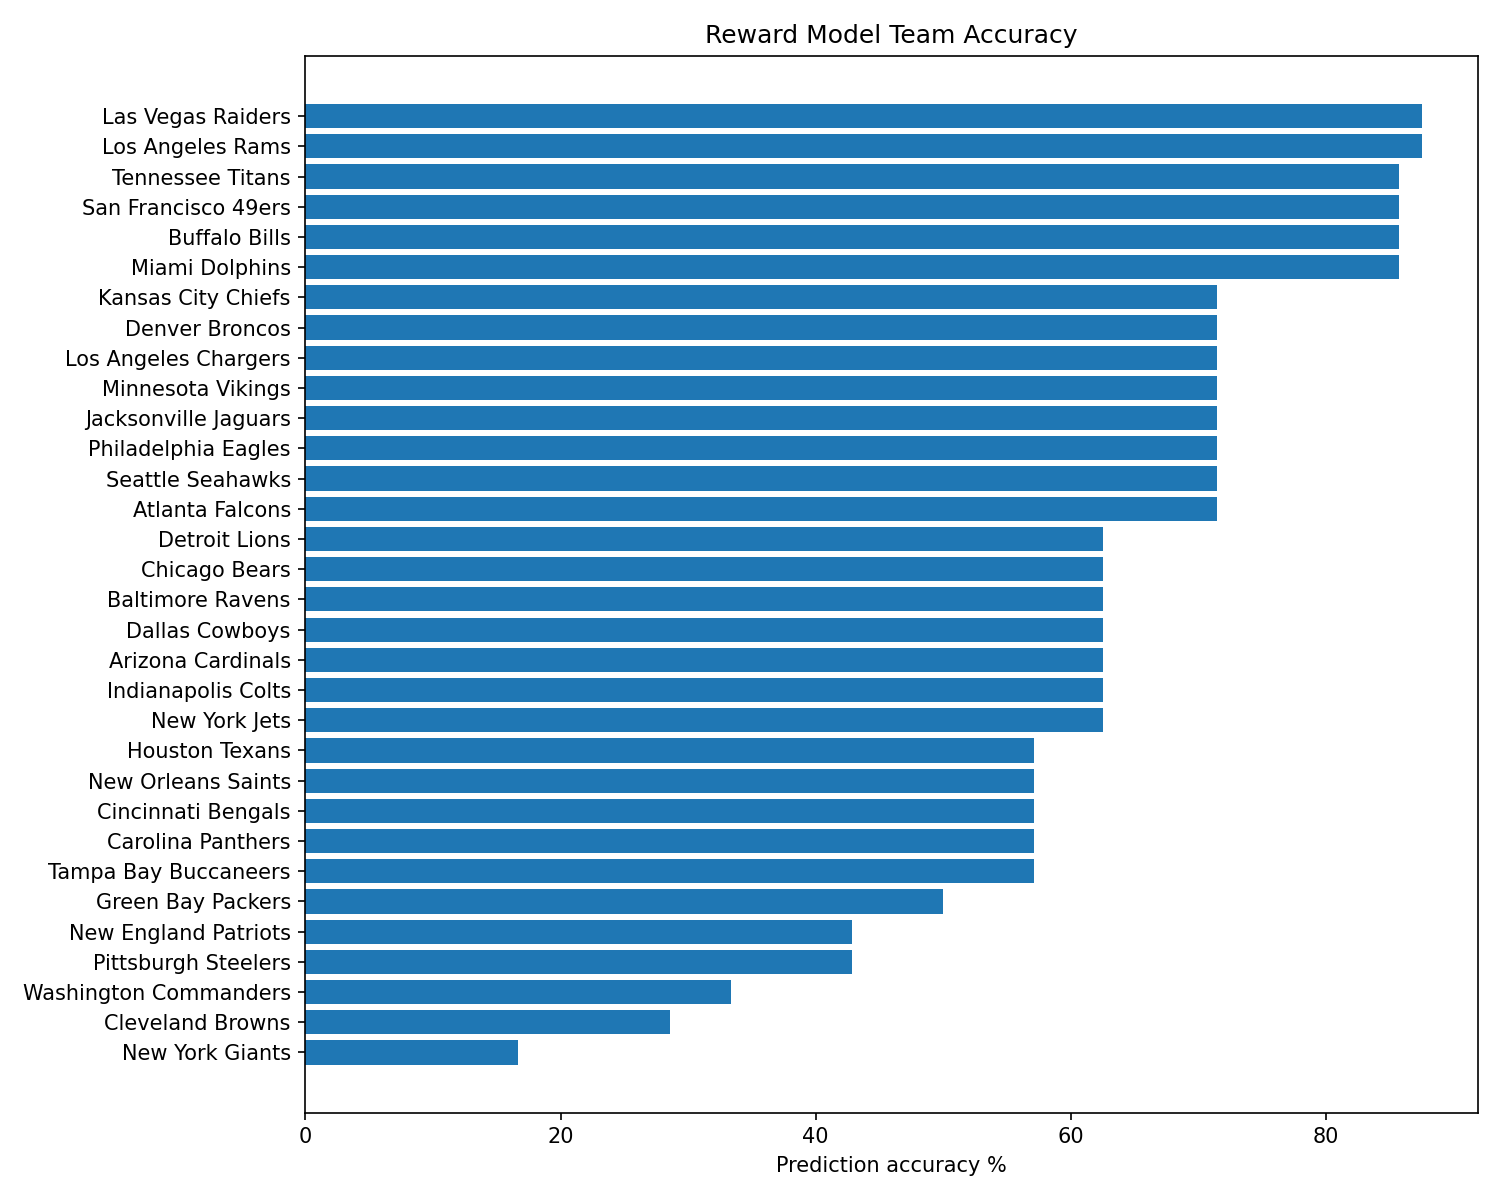 Reward Model Team Accuracy
Las Vegas Raiders
Los Angeles Rams
Tennessee Titans
San Francisco 49ers
Buffalo Bills
Miami Dolphins
Kansas City Chiefs
Denver Broncos
Los Angeles Chargers
Minnesota Vikings
Jacksonville Jaguars
Philadelphia Eagles
Seattle Seahawks
Atlanta Falcons
Detroit Lions
Chicago Bears
Baltimore Ravens
Dallas Cowboys
Arizona Cardinals
Indianapolis Colts
New York Jets
Houston Texans
New Orleans Saints
Cincinnati Bengals
Carolina Panthers
Tampa Bay Buccaneers
Green Bay Packers
New England Patriots
Pittsburgh Steelers
Washington Commanders
Cleveland Browns
New York Giants
0 20 40 60 80
Prediction accuracy %